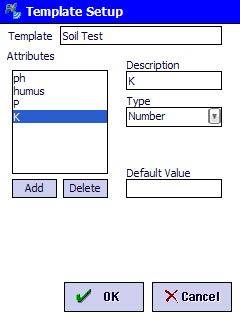 Template Setup
Template Soil Test
Attributes
ph
humus
P
K
Add Delete
Description
K
Type
Number
Default Value
OK Cancel